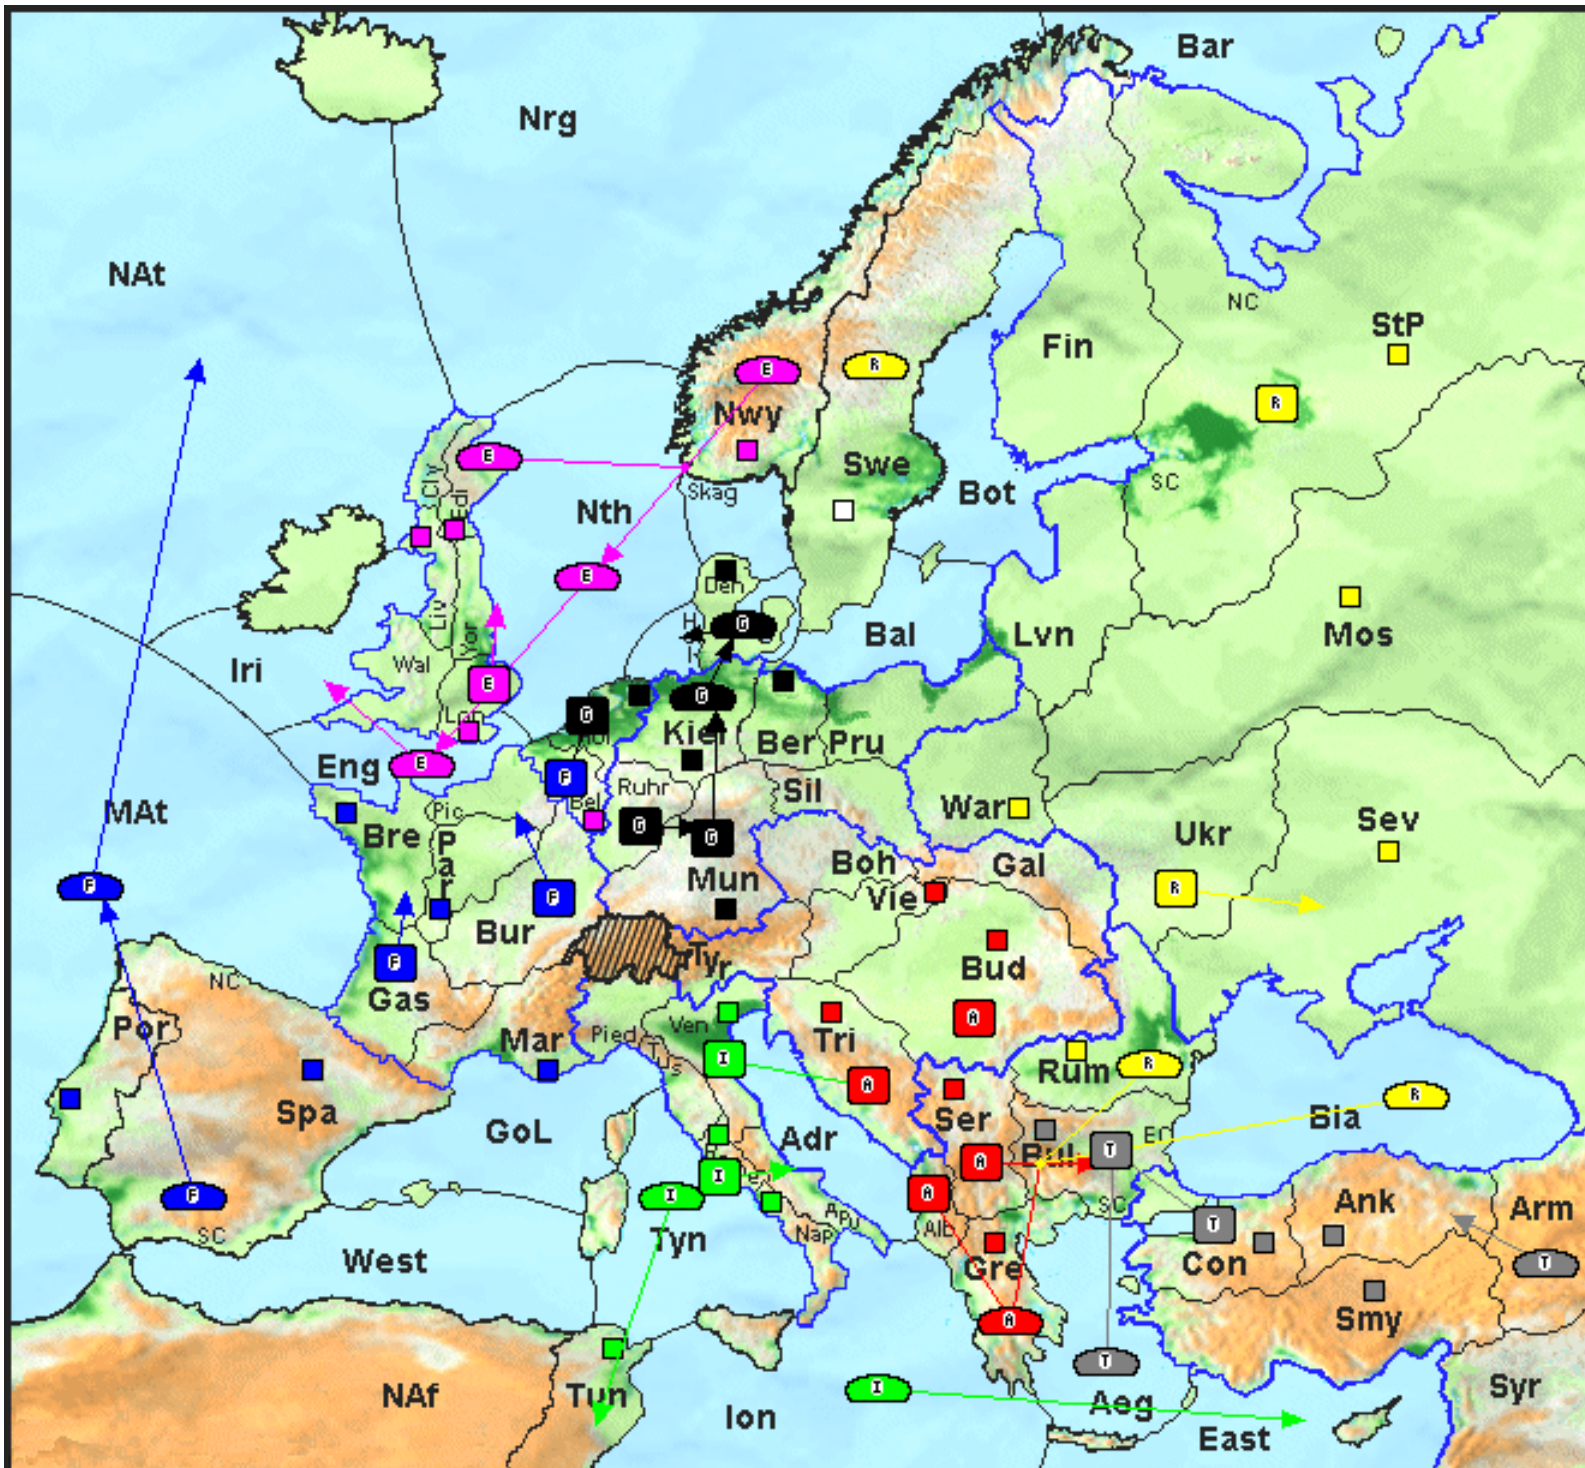 Bar
Nrg
NAt
NC
StP
Fin
E
R
R
Nwy
E
Swe
Skag
Cly
Edi
SC
Bot
Nth
E
Den
G
Liv
Yor
Wal
Iri
Bal
Lvn
Mos
E
G
G
Lon
Hol
Kiel
Ber
Pru
Eng
E
F
Bel
Ruhr
Sil
War
MAt
Bre
Pic
Par
G
G
Boh
Gal
Ukr
Sev
F
F
Mun
Vie
R
Bur
F
Tyr
Bud
NC
Gas
Por
Mar
Pied
Ven
Tus
Tri
A
I
A
Rum
R
Spa
GoL
Adr
Ser
R
Bia
Bul
EC
T
A
I
A
F
SC
I
Tyn
Apu
Nap
Alb
SC
Ank
Arm
T
Con
West
Gre
T
Smy
A
T
NAf
Tun
Ion
I
Aeg
East
Syr